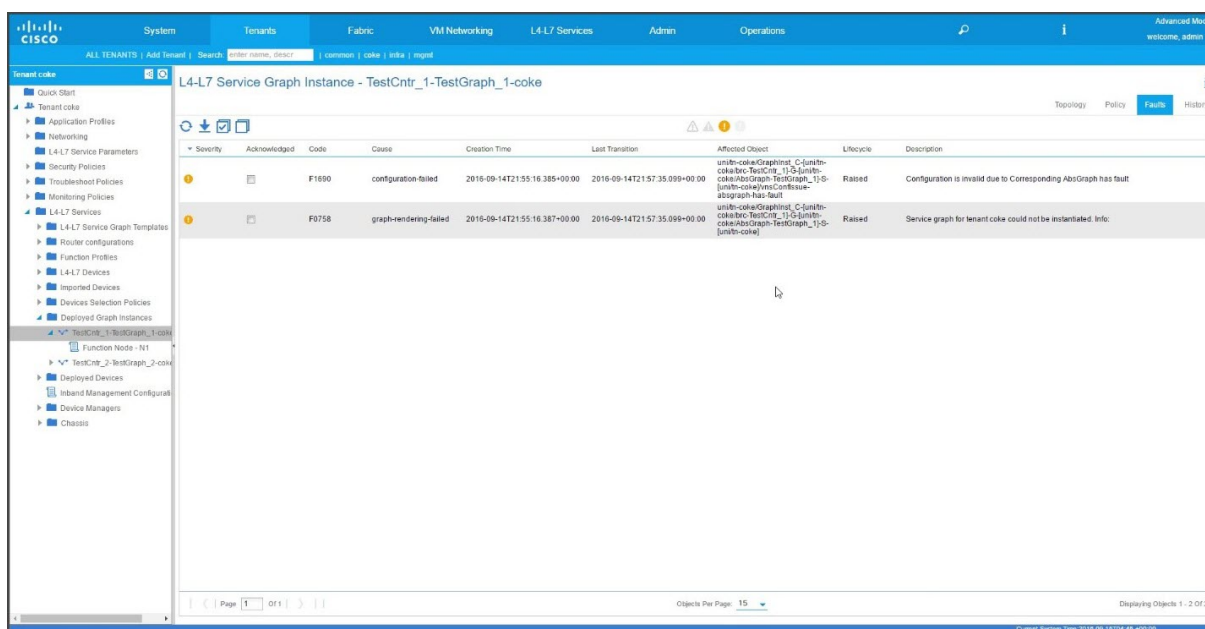 CISCO
System
Tenants
Fabric
VM Networking
L4-L7 Services
Admin
Operations
i
Advanced Mod
welcome, admin
ALL TENANTS | Add Tenant | Search: enter name, descr | common | coke | infra | mgmt
Tenant coke
Quick Start
Tenant coke
Application Profiles
Networking
L4-L7 Service Parameters
Security Policies
Troubleshoot Policies
Monitoring Policies
L4-L7 Services
L4-L7 Service Graph Templates
Router configurations
Function Profiles
L4-L7 Devices
Imported Devices
Devices Selection Policies
Deployed Graph Instances
TestCntr_1-TestGraph_1-coke
Function Node - N1
TestCntr_2-TestGraph_2-coke
Deployed Devices
Inband Management Configurati
Device Managers
Chassis
L4-L7 Service Graph Instance - TestCntr_1-TestGraph_1-coke
Topology Policy Faults Histor
Severity Acknowledged Code Cause Creation Time Last Transition Affected Object Lifecycle Description
F1690 configuration-failed 2016-09-14T21:55:16.385+00:00 2016-09-14T21:57:35.099+00:00
uni/tn-coke/GraphInst_C-[uni/tn-
coke/brc-TestCntr_1]-G-[uni/tn-
coke/AbsGraph-TestGraph_1]-S-
[uni/tn-coke]/vnsConfIssue-
absgraph-has-fault
Raised Configuration is invalid due to Corresponding AbsGraph has fault
F0758 graph-rendering-failed 2016-09-14T21:55:16.387+00:00 2016-09-14T21:57:35.099+00:00
uni/tn-coke/GraphInst_C-[uni/tn-
coke/brc-TestCntr_1]-G-[uni/tn-
coke/AbsGraph-TestGraph_1]-S-
[uni/tn-coke]
Raised Service graph for tenant coke could not be instantiated. Info:
Page 1 Of 1
Objects Per Page: 15
Displaying Objects 1 - 2 Of
Current System Time